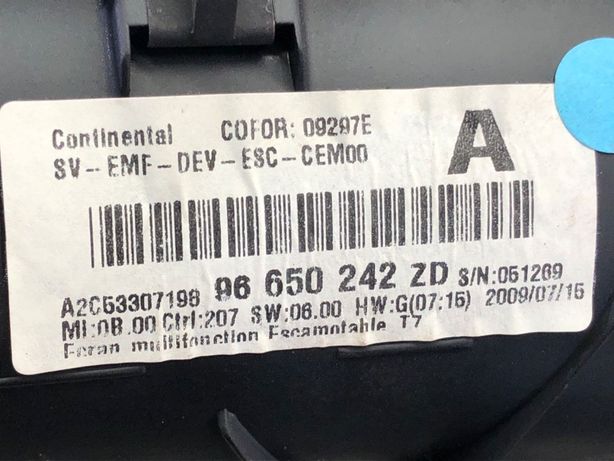 Continental COFOR: 09297E
SV-EMF-DEV-ESC-CEM00
A
A2C53307198 96 650 242 ZD S/N:051269
MI:0B.00 Ctrl:207 SW:06.00 HW:G(07:15) 2009/07/15
Ecran multifonction Escamotable T7